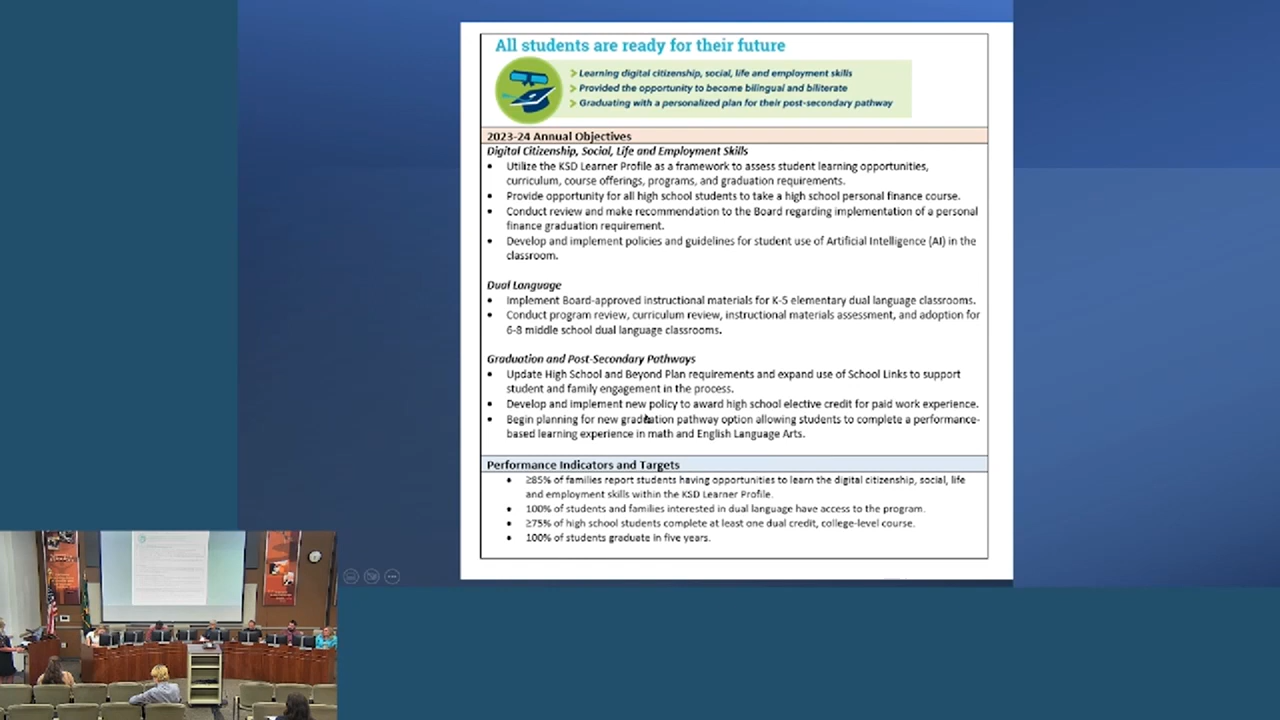 All students are ready for their future
Learning digital citizenship, social, life and employment skills
Provided the opportunity to become bilingual and biliterate
Graduating with a personalized plan for their post-secondary pathway
2023-24 Annual Objectives
Digital Citizenship, Social, Life and Employment Skills
• Utilize the KSD Learner Profile as a framework to assess student learning opportunities,
curriculum, course offerings, programs, and graduation requirements.
• Provide opportunity for all high school students to take a high school personal finance course.
• Conduct review and make recommendation to the Board regarding implementation of a personal
finance graduation requirement.
• Develop and implement policies and guidelines for student use of Artificial Intelligence (AI) in the
classroom.
Dual Language
• Implement Board-approved instructional materials for K-5 elementary dual language classrooms.
• Conduct program review, curriculum review, instructional materials assessment, and adoption for
6-8 middle school dual language classrooms.
Graduation and Post-Secondary Pathways
• Update High School and Beyond Plan requirements and expand use of School Links to support
student and family engagement in the process.
• Develop and implement new policy to award high school elective credit for paid work experience.
• Begin planning for new graduation pathway option allowing students to complete a performance-
based learning experience in math and English Language Arts.
Performance Indicators and Targets
• ≥85% of families report students having opportunities to learn the digital citizenship, social, life
and employment skills within the KSD Learner Profile.
• 100% of students and families interested in dual language have access to the program.
• ≥75% of high school students complete at least one dual credit, college-level course.
• 100% of students graduate in five years.